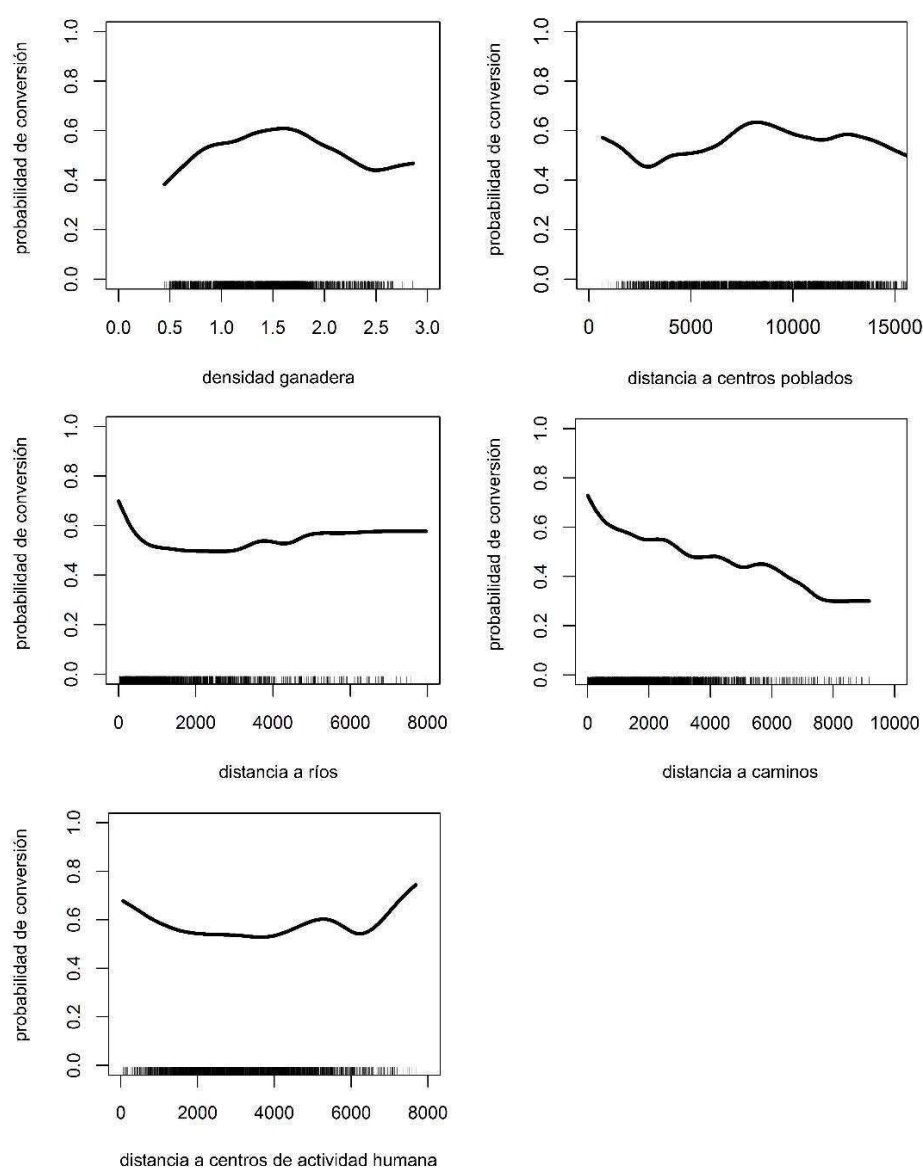 probabilidad de conversión
1.0
0.8
0.6
0.4
0.2
0.0
0.0 0.5 1.0 1.5 2.0 2.5 3.0
densidad ganadera
probabilidad de conversión
1.0
0.8
0.6
0.4
0.2
0.0
0 5000 10000 15000
distancia a centros poblados
probabilidad de conversión
1.0
0.8
0.6
0.4
0.2
0.0
0 2000 4000 6000 8000
distancia a ríos
probabilidad de conversión
1.0
0.8
0.6
0.4
0.2
0.0
0 2000 4000 6000 8000 10000
distancia a caminos
probabilidad de conversión
1.0
0.8
0.6
0.4
0.2
0.0
0 2000 4000 6000 8000
distancia a centros de actividad humana